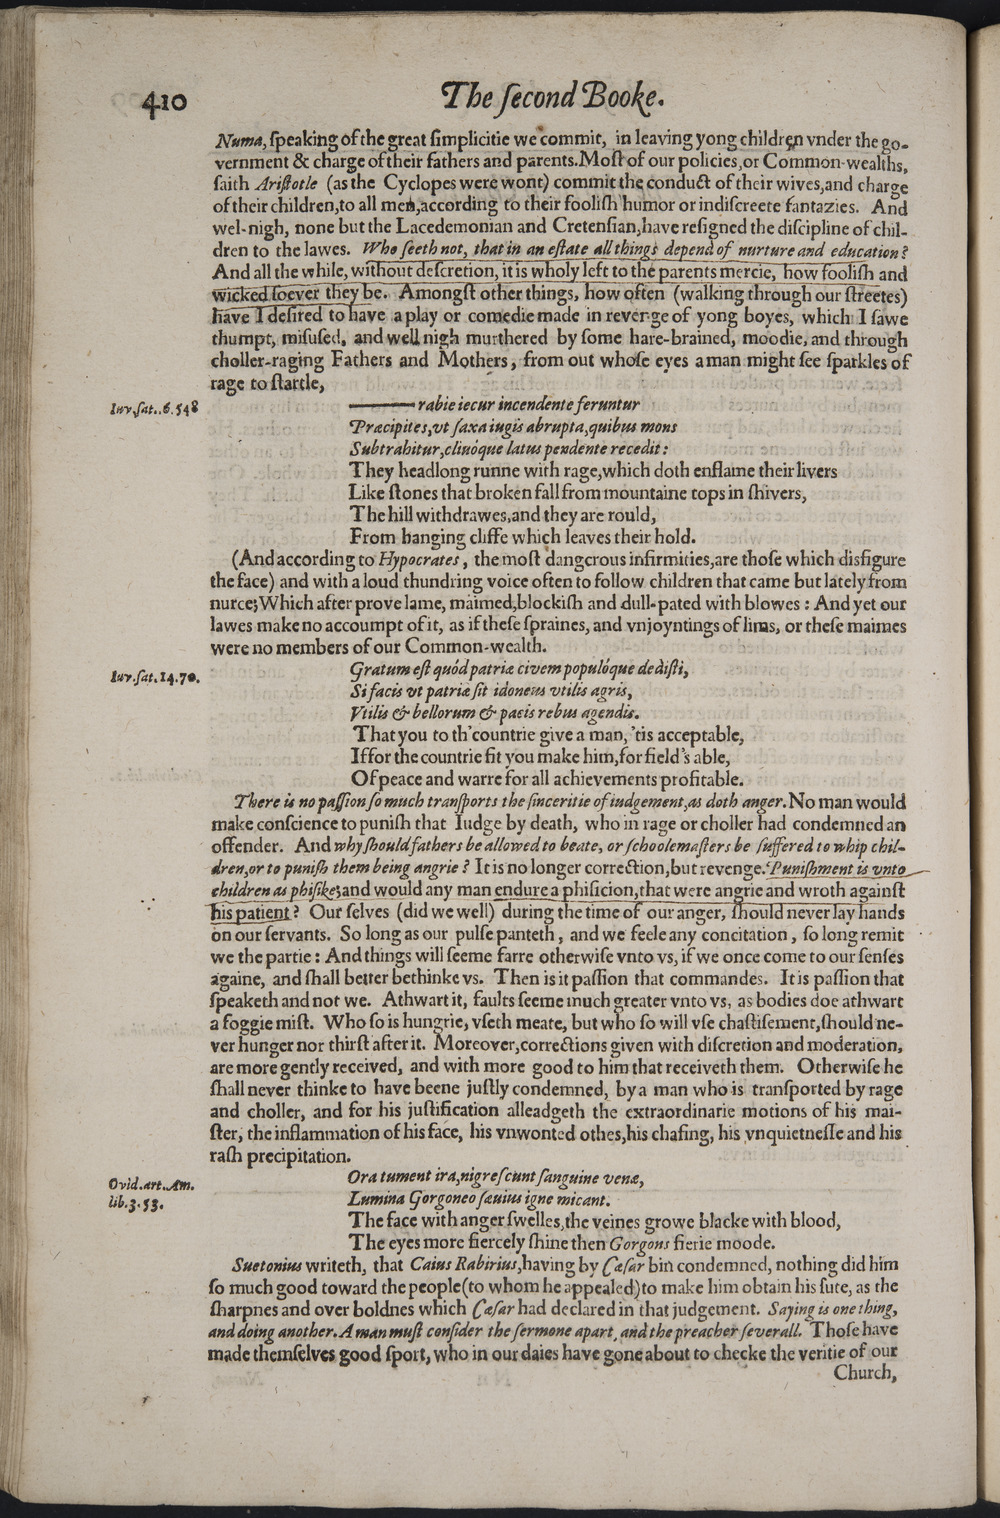 410
The ſecond Booke.
Numa, ſpeaking of the great ſimplicitie we commit, in leaving yong children vnder the go-
vernment & charge of their fathers and parents. Moſt of our policies, or Common-wealths,
ſaith Ariſtotle (as the Cyclopes were wont) commit the conduct of their wives, and charge
of their children, to all men, according to their fooliſh humor or indiſcreete fantazies. And
wel-nigh, none but the Lacedemonian and Cretenſian, have reſigned the diſcipline of chil-
dren to the lawes. Who ſeeth not, that in an eſtate all things depend of nurture and education?
And all the while, without deſcretion, it is wholy left to the parents mercie, how fooliſh and
wicked ſoever they be. Amongſt other things, how often (walking through our ſtreetes)
have I deſired to have a play or comedie made in revenge of yong boyes, which I ſawe
thumpt, miſuſed, and well nigh murthered by ſome hare-brained, moodie, and through
choller-raging Fathers and Mothers, from out whoſe eyes a man might ſee ſparkles of
rage to ſtartle,
Iuv. ſat. 6. 548
——— rabie iecur incendente feruntur
Præcipites, vt ſaxa iugis abrupta, quibus mons
Subtrahitur, clivóque latus pendente recedit:
They headlong runne with rage, which doth enflame their livers
Like ſtones that broken fall from mountaine tops in ſhivers,
The hill withdrawes, and they are rould,
From hanging cliffe which leaves their hold.
(And according to Hypocrates, the moſt dangerous infirmities, are thoſe which disfigure
the face) and with a loud thundring voice often to follow children that came but lately from
nurce; Which after prove lame, maimed, blockiſh and dull-pated with blowes: And yet our
lawes make no accoumpt of it, as if theſe ſpraines, and vnjoyntings of lims, or theſe maimes
were no members of our Common-wealth.
Iuv. ſat. 14. 70.
Gratum eſt quód patriæ civem populóque dediſti,
Si facis vt patriæ ſit idoneus vtilis agris,
Vtilis & bellorum & pacis rebus agendis.
That you to th' countrie give a man, 'tis acceptable,
If for the countrie fit you make him, for field's able,
Of peace and warre for all achievements profitable.
There is no paſſion ſo much tranſports the ſinceritie of iudgement, as doth anger. No man would
make conſcience to puniſh that Iudge by death, who in rage or choller had condemned an
offender. And why ſhould fathers be allowed to beate, or ſchoolemaſters be ſuffered to whip chil-
dren, or to puniſh them being angrie? It is no longer correction, but revenge. Puniſhment is vnto
children as phiſike; and would any man endure a phiſicion, that were angrie and wroth againſt
his patient? Our ſelves (did we well) during the time of our anger, ſhould never lay hands
on our ſervants. So long as our pulſe panteth, and we feele any concitation, ſo long remit
we the partie: And things will ſeeme farre otherwiſe vnto vs, if we once come to our ſenſes
againe, and ſhall better bethinke vs. Then is it paſſion that commandes. It is paſſion that
ſpeaketh and not we. Athwart it, faults ſeeme much greater vnto vs, as bodies doe athwart
a foggie miſt. Who ſo is hungrie, vſeth meate, but who ſo will vſe chaſtiſement, ſhould ne-
ver hunger nor thirſt after it. Moreover, corrections given with diſcretion and moderation,
are more gently received, and with more good to him that receiveth them. Otherwiſe he
ſhall never thinke to have beene juſtly condemned, by a man who is tranſported by rage
and choller, and for his juſtification alleadgeth the extraordinarie motions of his mai-
ſter, the inflammation of his face, his vnwonted othes, his chafing, his vnquietneſſe and his
raſh precipitation.
Ovid. art. Am.
lib. 3. 53.
Ora tument ira, nigreſcunt ſanguine venæ,
Lumina Gorgoneo ſævius igne micant.
The face with anger ſwelles, the veines growe blacke with blood,
The eyes more fiercely ſhine then Gorgons fierie moode.
Suetonius writeth, that Caius Rabirius, having by Cæſar bin condemned, nothing did him
ſo much good toward the people (to whom he appealed) to make him obtain his ſute, as the
ſharpnes and over boldnes which Cæſar had declared in that judgement. Saying is one thing,
and doing another. A man muſt conſider the ſermone apart, and the preacher ſeverall. Thoſe have
made themſelves good ſport, who in our daies have gone about to checke the veritie of our
Church,